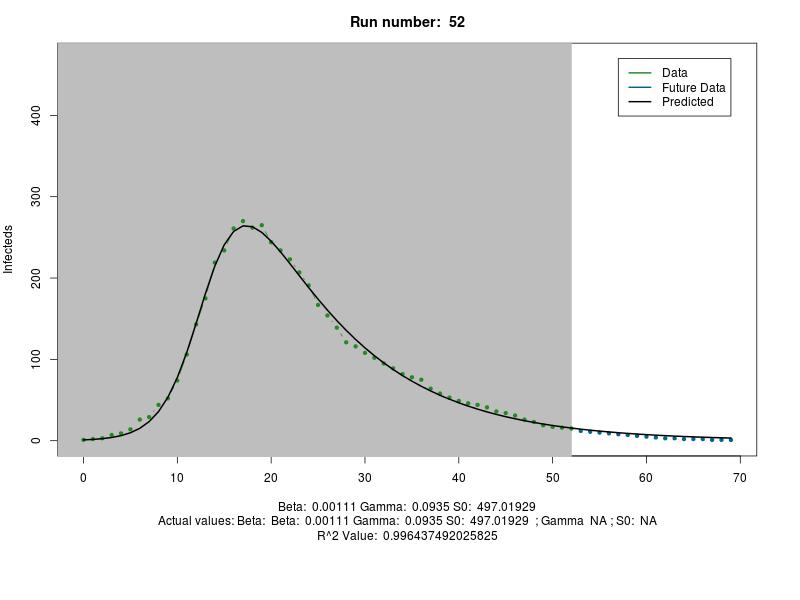 Run number: 52
Data
Future Data
Predicted
Infecteds
400
300
200
100
0
0 10 20 30 40 50 60 70
Beta: 0.00111 Gamma: 0.0935 S0: 497.01929
Actual values: Beta: Beta: 0.00111 Gamma: 0.0935 S0: 497.01929 ; Gamma NA ; S0: NA
R^2 Value: 0.996437492025825